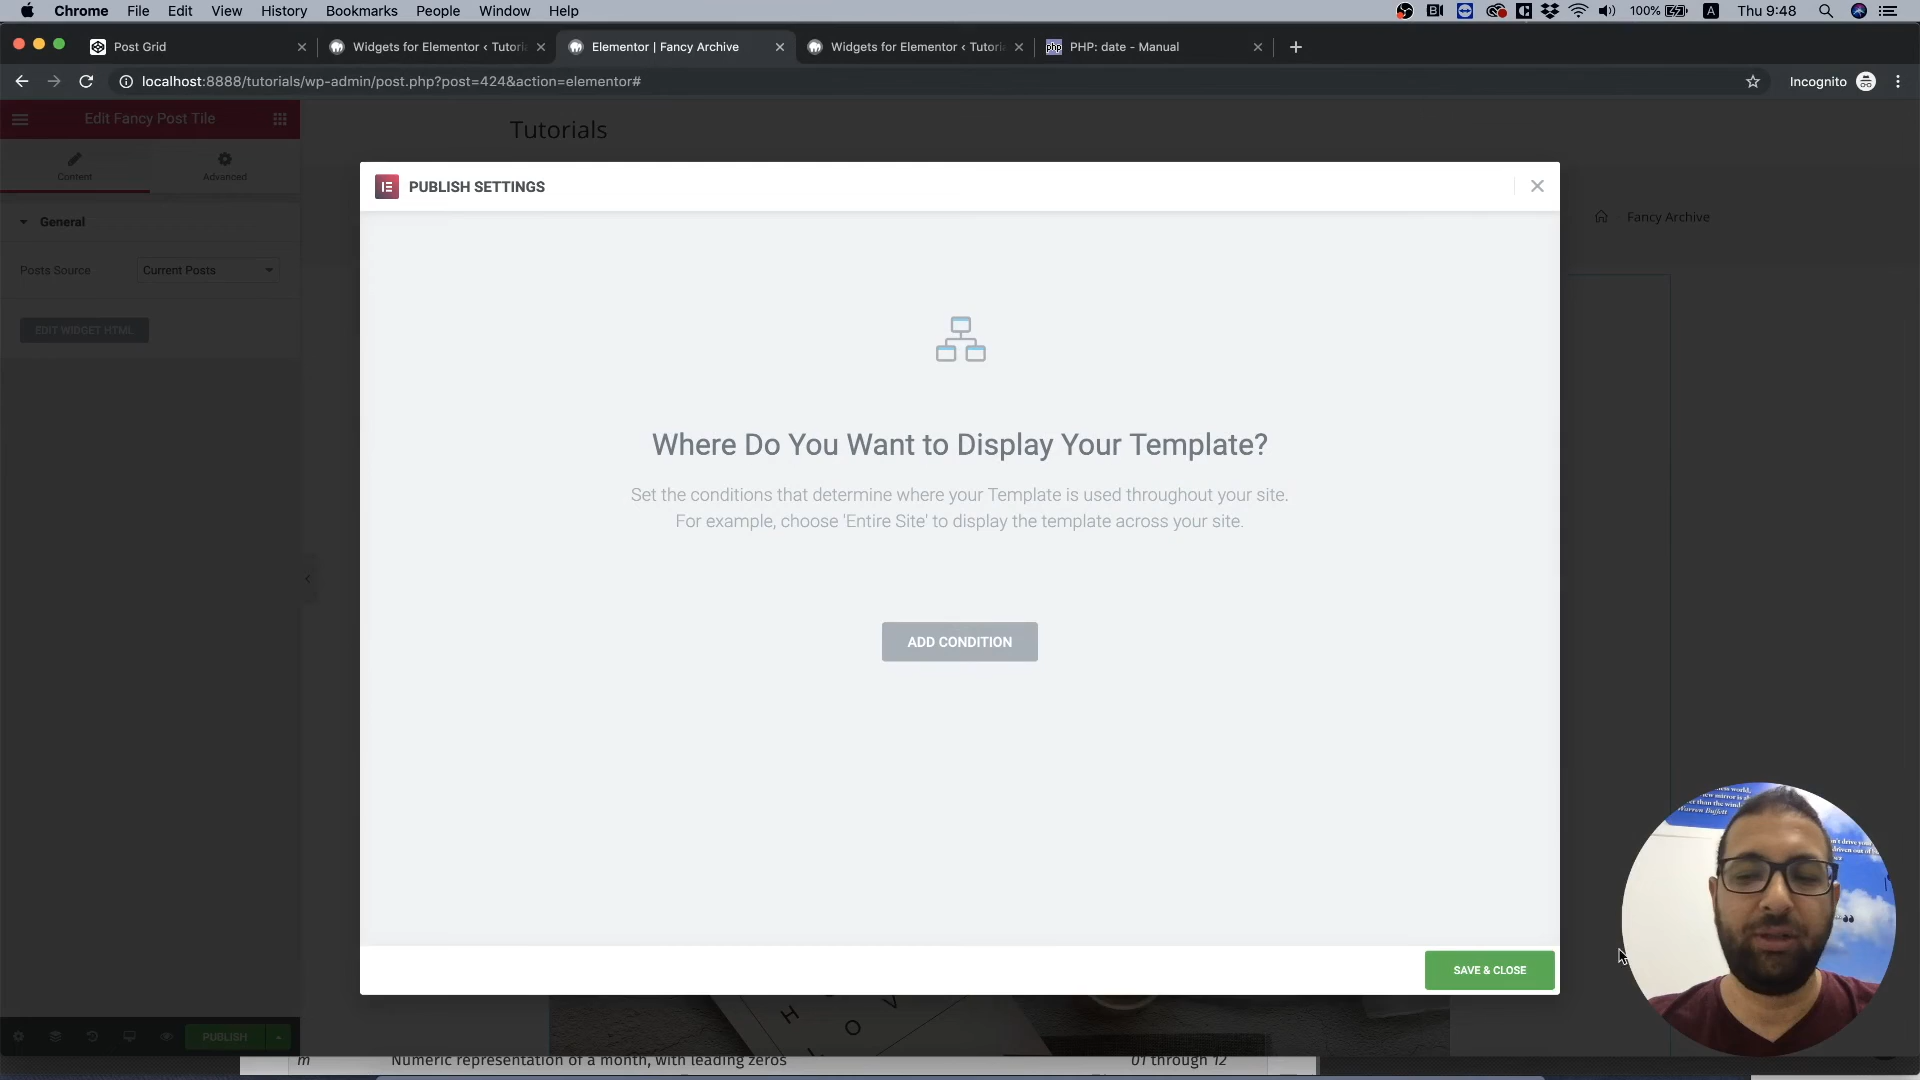 Chrome File Edit View History Bookmarks People Window Help
100%
A
Thu 9:48
Post Grid
Widgets for Elementor ‹ Tutori
Elementor | Fancy Archive
Widgets for Elementor ‹ Tutori
php PHP: date - Manual
localhost:8888/tutorials/wp-admin/post.php?post=424&action=elementor#
Incognito
Edit Fancy Post Tile
Content
Advanced
General
Posts Source
Current Posts
EDIT WIDGET HTML
PUBLISH
Tutorials
Fancy Archive
PUBLISH SETTINGS
Where Do You Want to Display Your Template?
Set the conditions that determine where your Template is used throughout your site.
For example, choose 'Entire Site' to display the template across your site.
ADD CONDITION
SAVE & CLOSE
H V
O
m Numeric representation of a month, with leading zeros 01 through 12